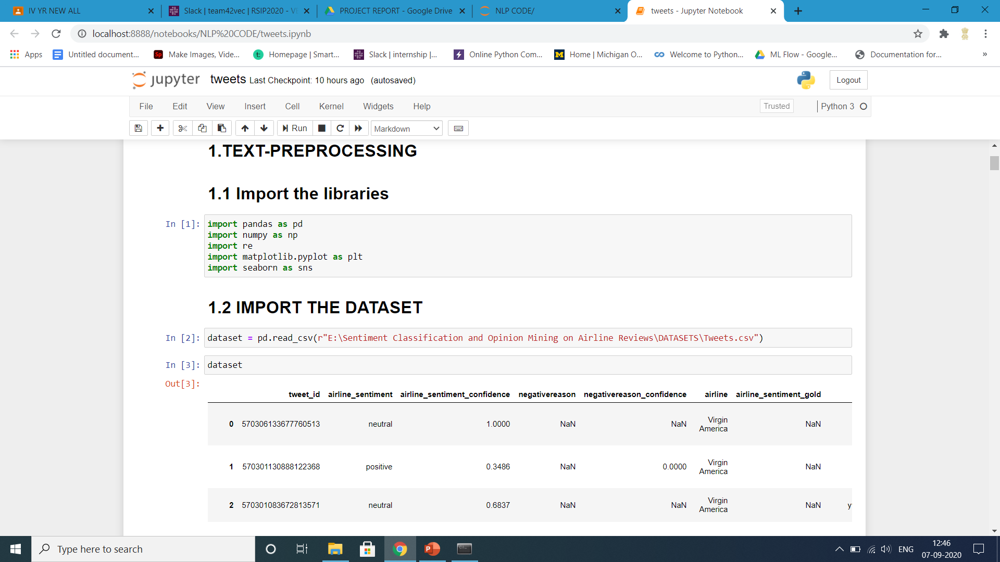 IV YR NEW ALL
Slack | team42vec | RSIP2020 - V
PROJECT REPORT - Google Drive
NLP CODE/
tweets - Jupyter Notebook
localhost:8888/notebooks/NLP%20CODE/tweets.ipynb
Apps
Untitled document...
Sp
Make Images, Vide...
t:
Homepage | Smart...
Slack | internship |...
Online Python Com...
M
Home | Michigan O...
Welcome to Python...
ML Flow - Google...
Documentation for...
»
jupyter
tweets Last Checkpoint: 10 hours ago (autosaved)
Logout
File Edit View Insert Cell Kernel Widgets Help
Trusted
Python 3
Run
Markdown
1.TEXT-PREPROCESSING
1.1 Import the libraries
In [1]:
import pandas as pd
import numpy as np
import re
import matplotlib.pyplot as plt
import seaborn as sns
1.2 IMPORT THE DATASET
In [2]: dataset = pd.read_csv(r"E:\Sentiment Classification and Opinion Mining on Airline Reviews\DATASETS\Tweets.csv")
In [3]: dataset
Out[3]:
tweet_id airline_sentiment airline_sentiment_confidence negativereason negativereason_confidence airline airline_sentiment_gold
0 570306133677760513 neutral 1.0000 NaN NaN Virgin America NaN
1 570301130888122368 positive 0.3486 NaN 0.0000 Virgin America NaN
2 570301083672813571 neutral 0.6837 NaN NaN Virgin America NaN y
Type here to search
P
C:\.
ENG
12:46
07-09-2020